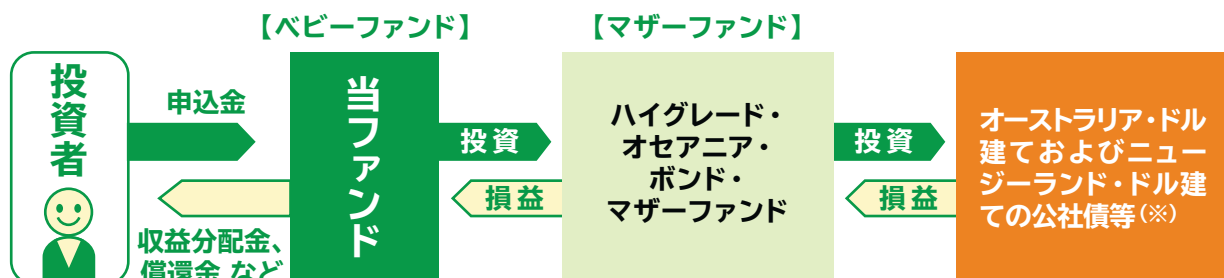 【ベビーファンド】
【マザーファンド】
投資者
申込金
収益分配金、
償還金 など
当ファンド
投資
損益
ハイグレード・
オセアニア・
ボンド・
マザーファンド
投資
損益
オーストラリア・ドル
建ておよびニュー
ジーランド・ドル建
ての公社債等(※)